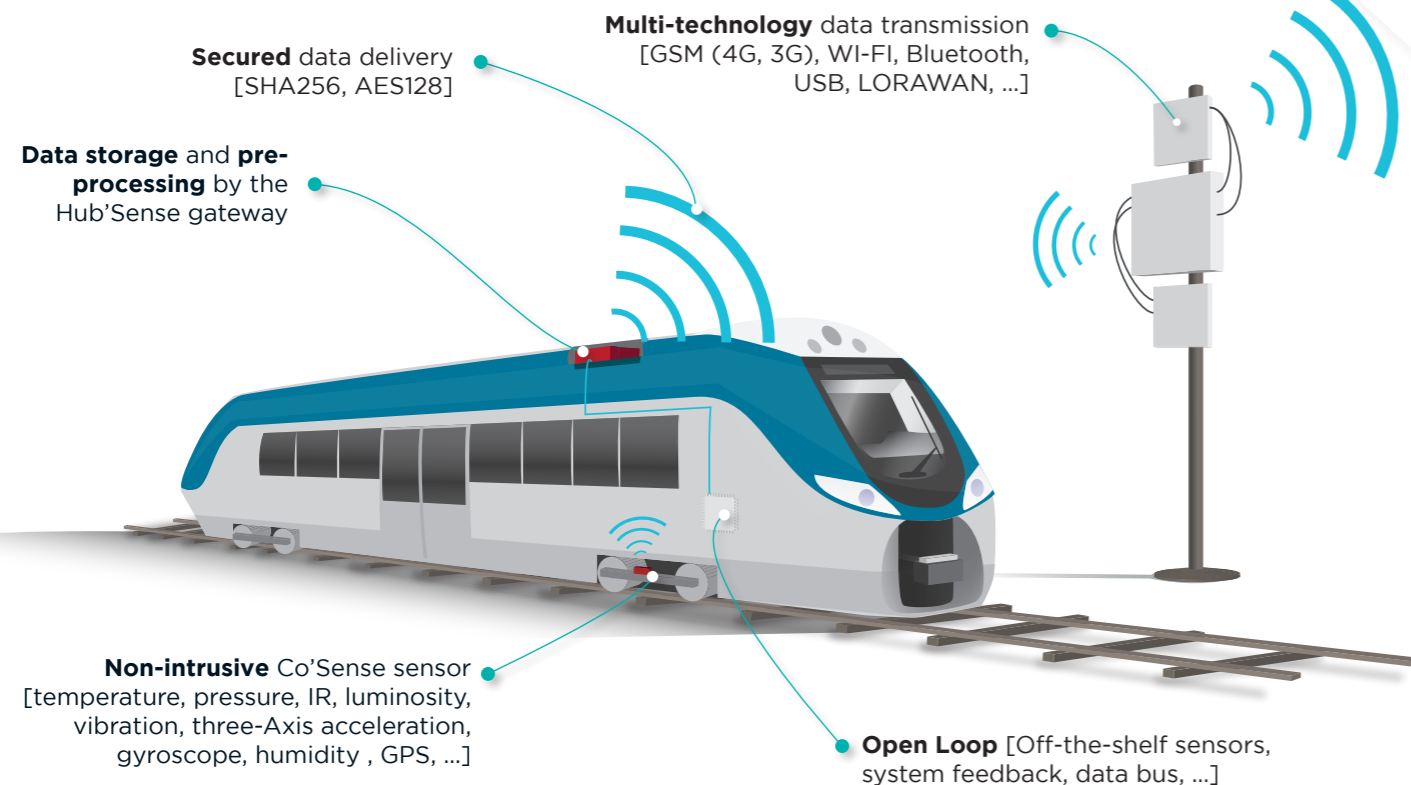 Multi-technology data transmission
[GSM (4G, 3G), WI-FI, Bluetooth,
USB, LORAWAN, ...]
Secured data delivery
[SHA256, AES128]
Data storage and pre-
processing by the
Hub'Sense gateway
Non-intrusive Co'Sense sensor
[temperature, pressure, IR, luminosity,
vibration, three-Axis acceleration,
gyroscope, humidity , GPS, ...]
Open Loop [Off-the-shelf sensors,
system feedback, data bus, ...]